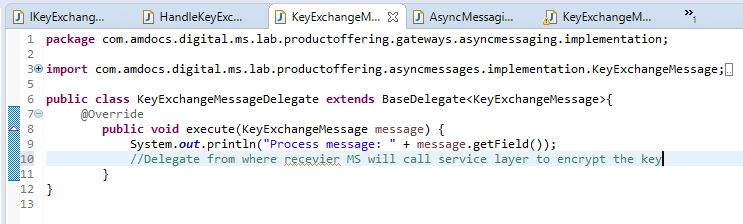 IKeyExchang... HandleKeyExc... KeyExchangeM... AsyncMessagi... KeyExchangeM... »1
1 package com.amdocs.digital.ms.lab.productoffering.gateways.asyncmessaging.implementation;
2
3 import com.amdocs.digital.ms.lab.productoffering.asyncmessages.implementation.KeyExchangeMessage;
5
6 public class KeyExchangeMessageDelegate extends BaseDelegate<KeyExchangeMessage>{
7 @Override
8 public void execute(KeyExchangeMessage message) {
9 System.out.println("Process message: " + message.getField());
10 //Delegate from where recevier MS will call service layer to encrypt the key
11 }
12 }
13